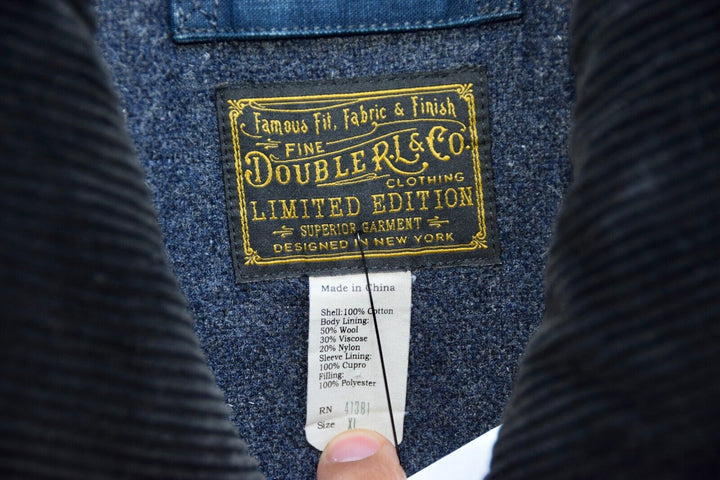 Famous Fit, Fabric & Finish
FINE
DOUBLE RL & CO.
CLOTHING
LIMITED EDITION
SUPERIOR GARMENT
DESIGNED IN NEW YORK
Made in China
Shell:100% Cotton
Body Lining:
50% Wool
30% Viscose
20% Nylon
Sleeve Lining:
100% Cupro
Filling:
100% Polyester
RN 41381
Size XL